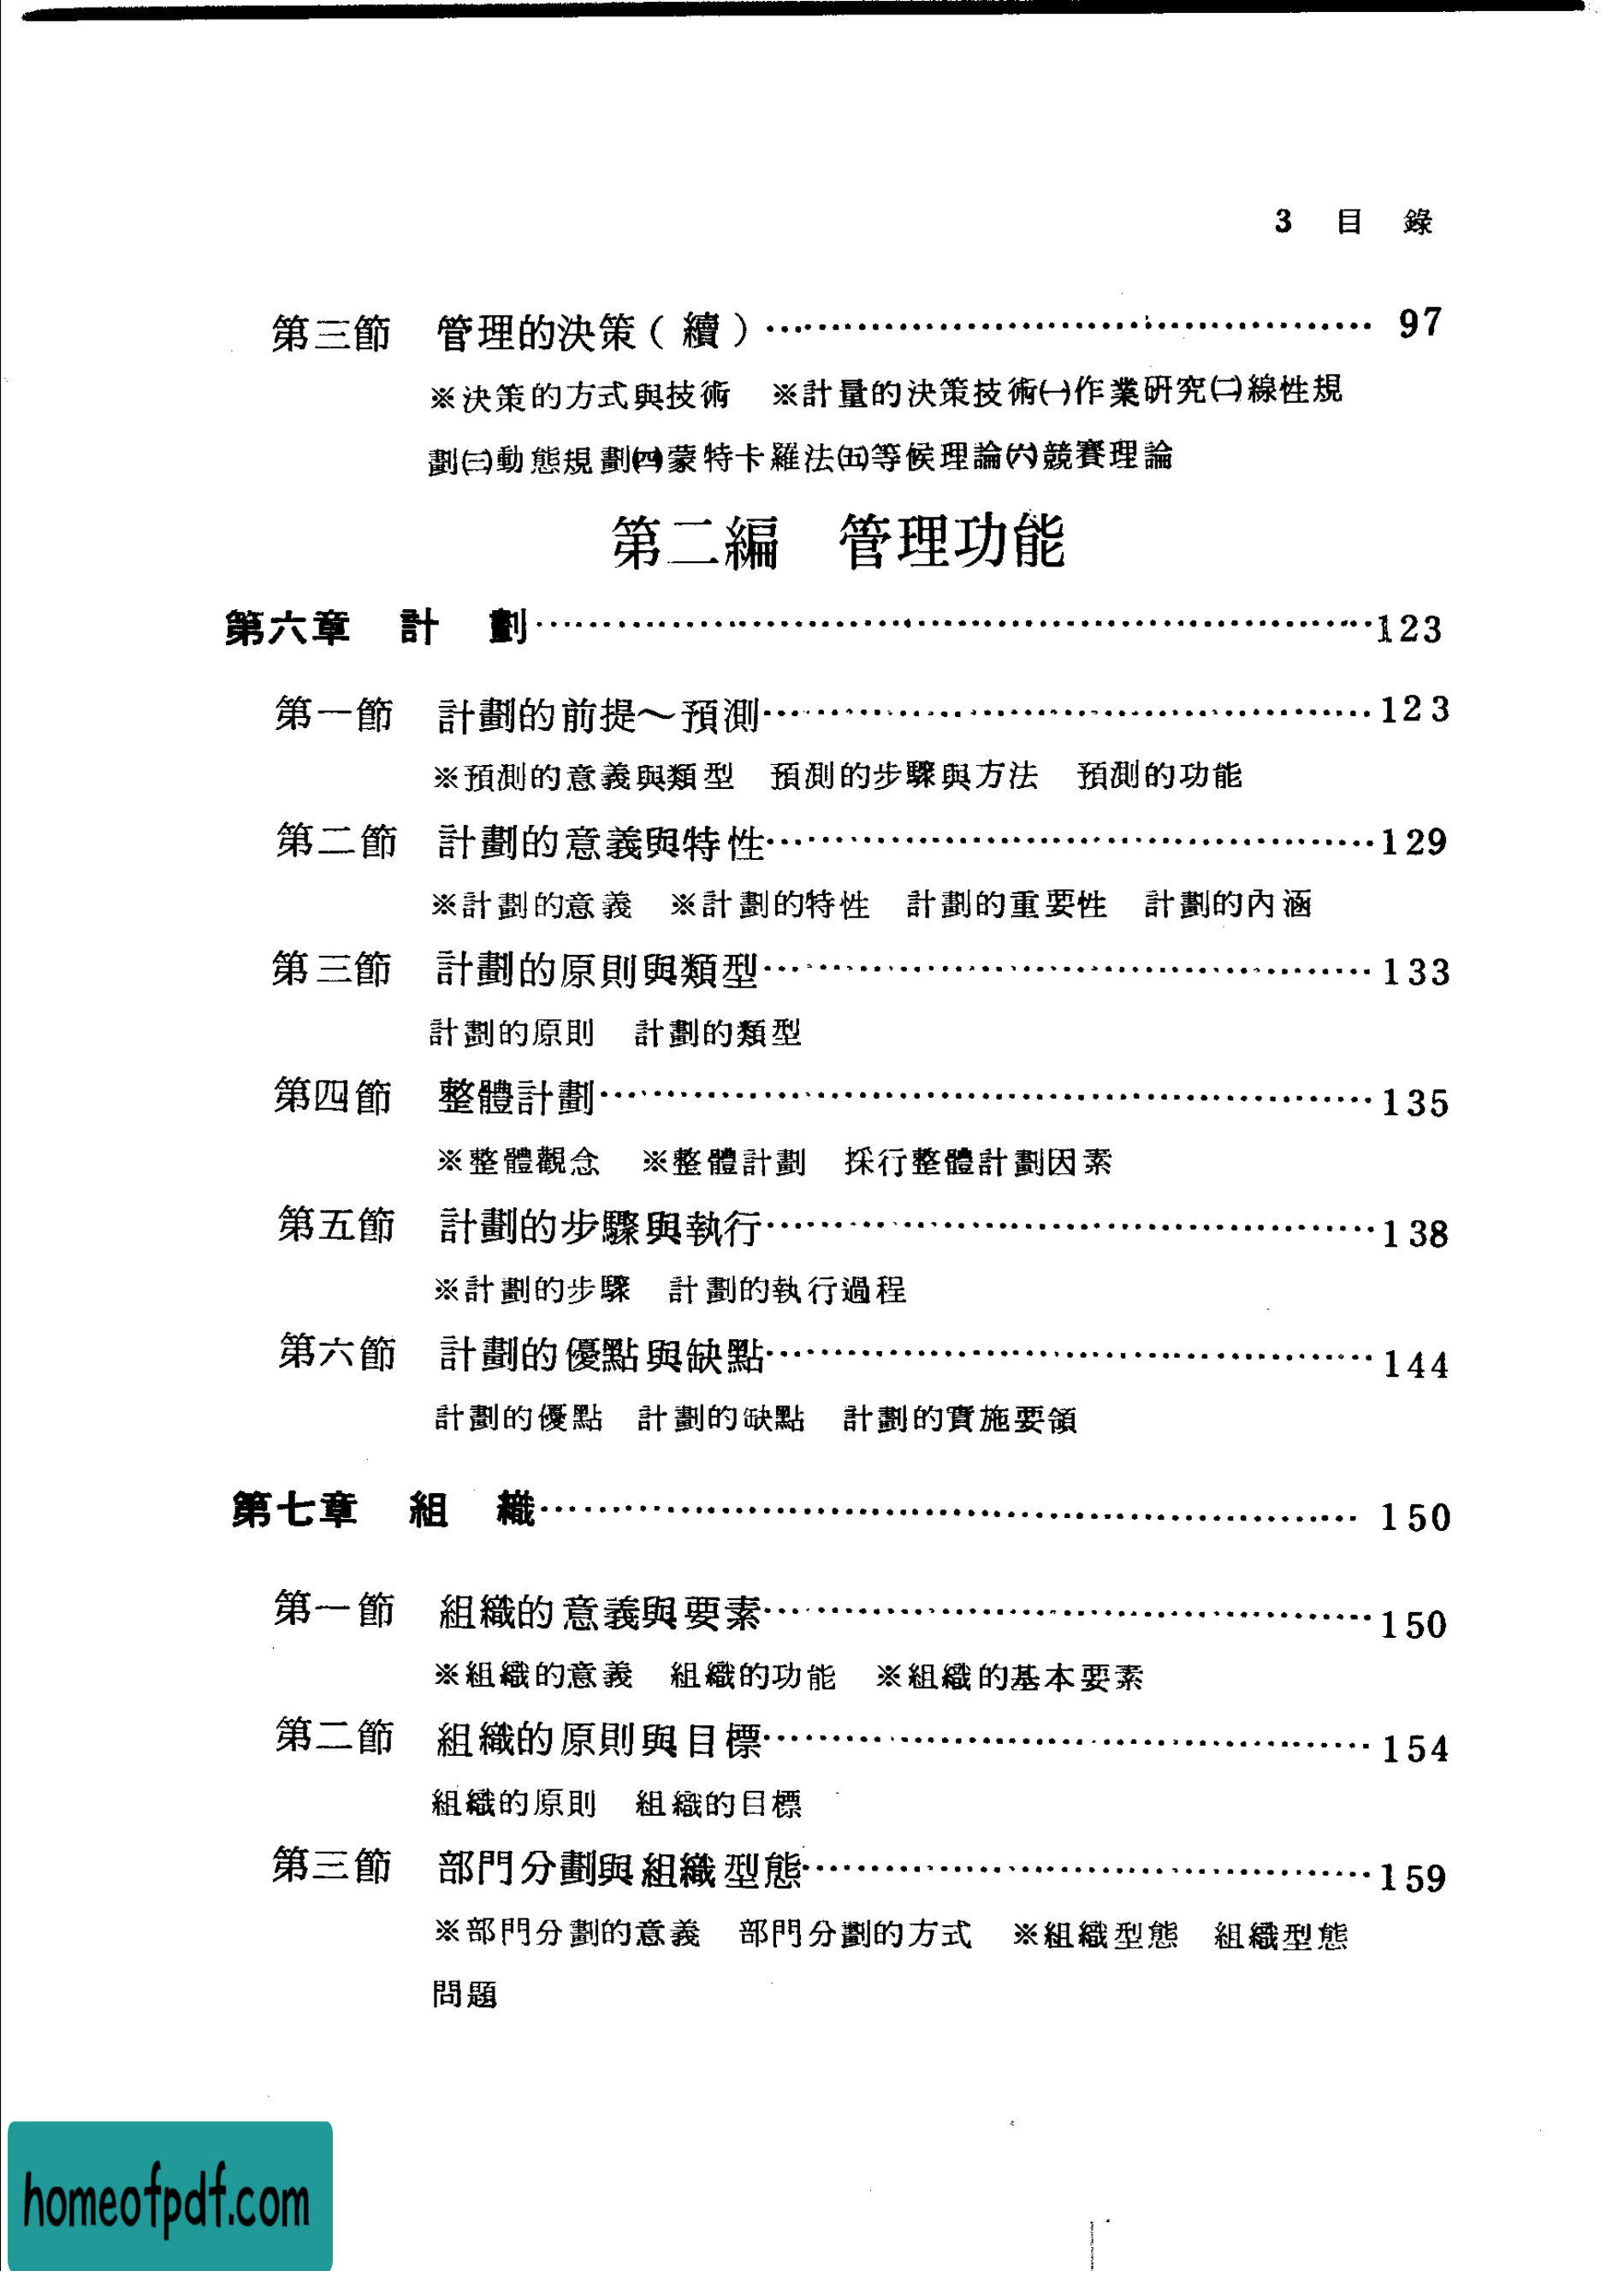 3 目 錄
第三節 管理的決策(續)…………………………………… 97
※決策的方式與技術 ※計量的決策技術㈠作業研究㈡線性規
劃㈢動態規劃㈣蒙特卡羅法㈤等候理論㈥競賽理論
第二編 管理功能
第六章 計 劃……………………………………………………123
第一節 計劃的前提～預測……………………………………123
※預測的意義與類型 預測的步驟與方法 預測的功能
第二節 計劃的意義與特性……………………………………129
※計劃的意義 ※計劃的特性 計劃的重要性 計劃的內涵
第三節 計劃的原則與類型……………………………………133
計劃的原則 計劃的類型
第四節 整體計劃………………………………………………135
※整體觀念 ※整體計劃 採行整體計劃因素
第五節 計劃的步驟與執行……………………………………138
※計劃的步驟 計劃的執行過程
第六節 計劃的優點與缺點……………………………………144
計劃的優點 計劃的缺點 計劃的實施要領
第七章 組 織…………………………………………………… 150
第一節 組織的意義與要素……………………………………150
※組織的意義 組織的功能 ※組織的基本要素
第二節 組織的原則與目標……………………………………154
組織的原則 組織的目標
第三節 部門分劃與組織型態…………………………………159
※部門分劃的意義 部門分劃的方式 ※組織型態 組織型態
問題
homeofpdf.com